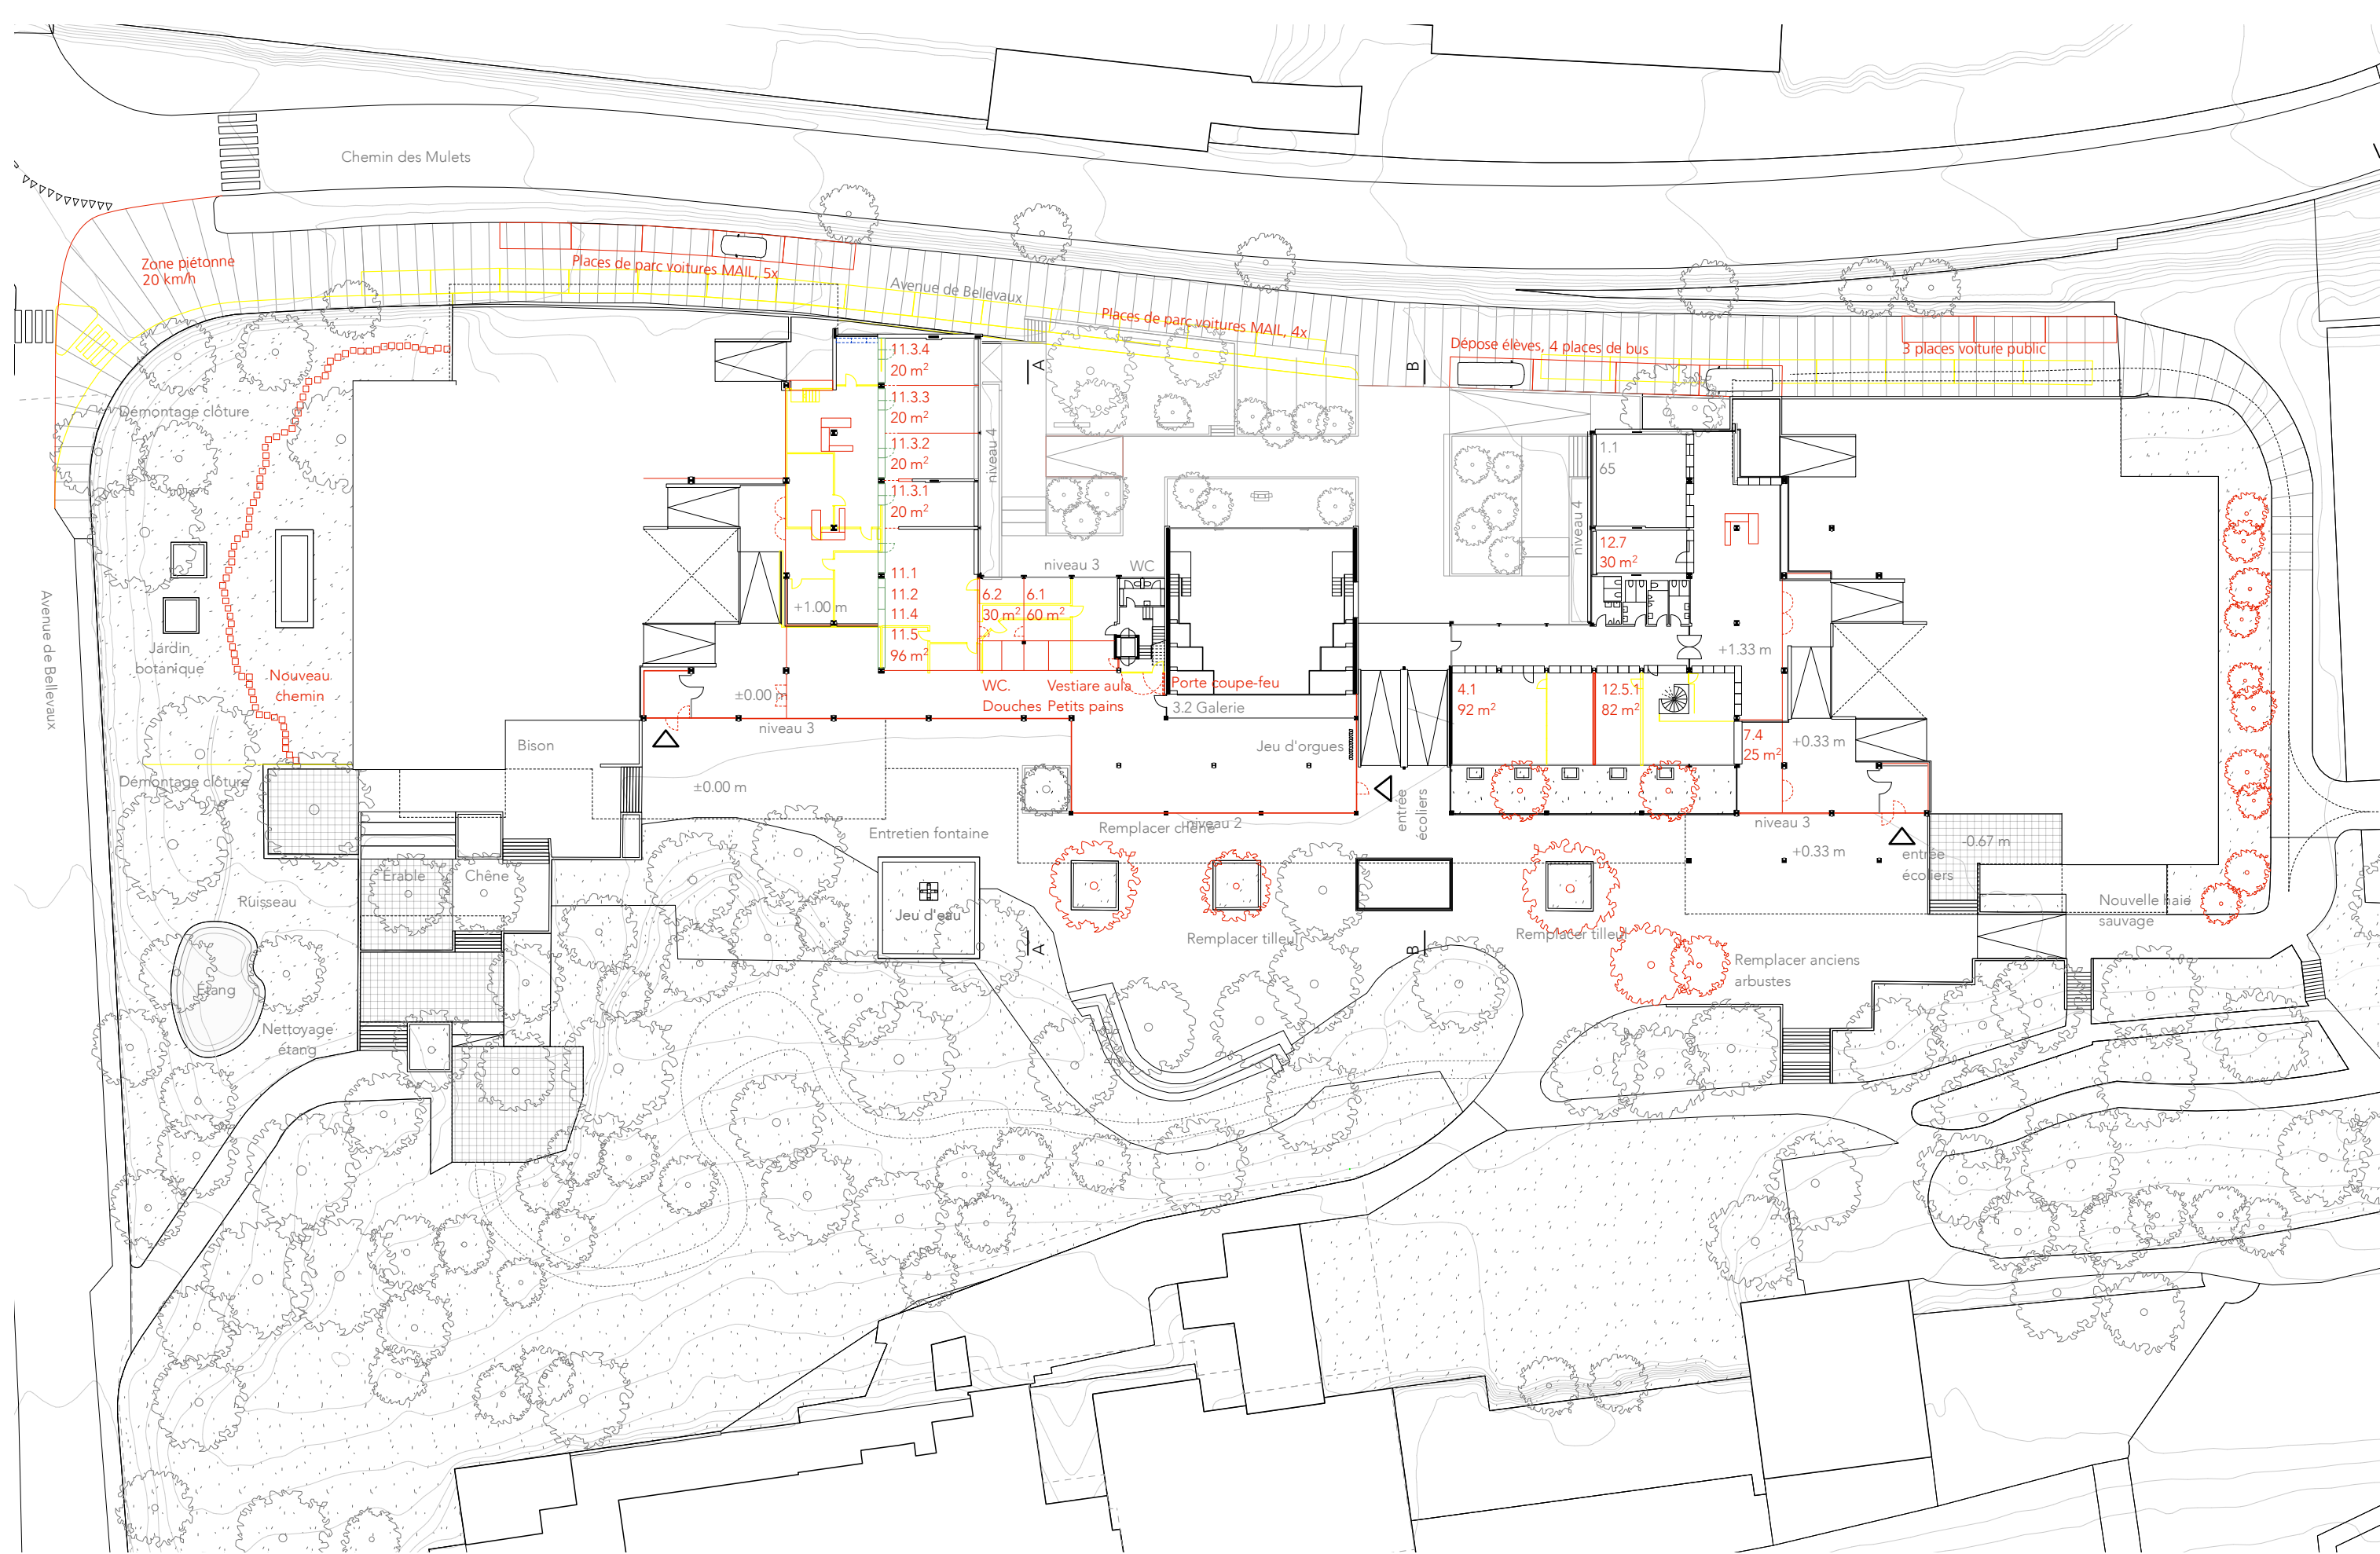 Chemin des Mulets
Zone piétonne
20 km/h
Places de parc voitures MAIL, 5x
Avenue de Bellevaux
Places de parc voitures MAIL, 4x
Dépose élèves, 4 places de bus
3 places voiture public
A
B
11.3.4
20 m²
11.3.3
20 m²
11.3.2
20 m²
11.3.1
20 m²
niveau 4
niveau 4
1.1
65
12.7
30 m²
Démontage clôture
niveau 3
WC
11.1
11.2
11.4
11.5
96 m²
6.2
30 m²
6.1
60 m²
+1.00 m
+1.33 m
Avenue de Bellevaux
Jardin
botanique
Nouveau
chemin
±0.00 m
WC.
Douches
Vestiare aula
Petits pains
Porte coupe-feu
3.2 Galerie
4.1
92 m²
12.5.1
82 m²
7.4
25 m²
+0.33 m
niveau 3
Bison
Jeu d'orgues
Démontage clôture
±0.00 m
entrée
écoliers
Entretien fontaine
Remplacer chêne
niveau 2
niveau 3
+0.33 m
entrée
écoliers
-0.67 m
Érable
Chêne
Ruisseau
Jeu d'eau
Nouvelle haie
sauvage
Remplacer tilleul
Remplacer tilleul
A
B
Remplacer anciens
arbustes
Étang
Nettoyage
étang